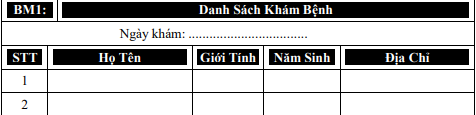 BM1: Danh Sách Khám Bệnh
Ngày khám: ..................................
STT Họ Tên Giới Tính Năm Sinh Địa Chỉ
1
2